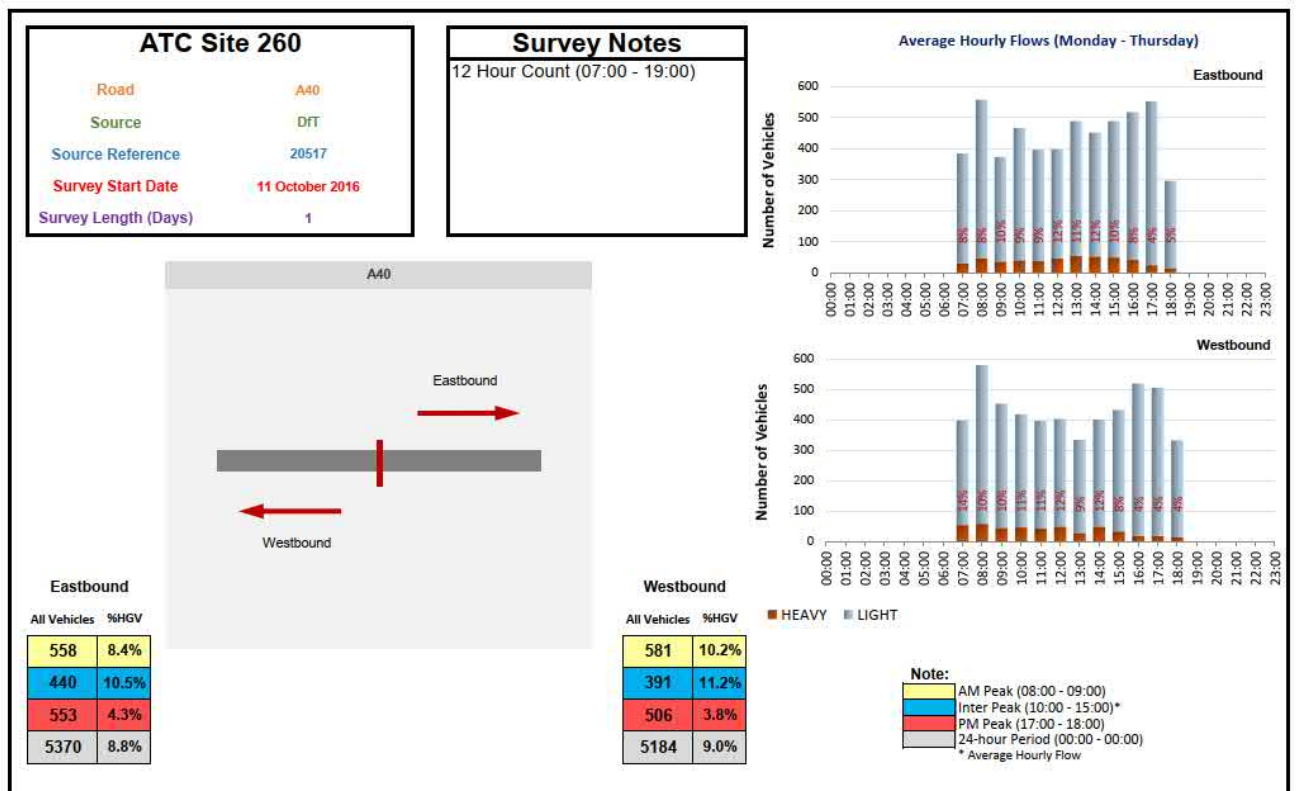 ATC Site 260
Road A40
Source DfT
Source Reference 20517
Survey Start Date 11 October 2016
Survey Length (Days) 1
Survey Notes
12 Hour Count (07:00 - 19:00)
A40
Eastbound
Westbound
Eastbound
All Vehicles %HGV
558 8.4%
440 10.5%
553 4.3%
5370 8.8%
Westbound
All Vehicles %HGV
581 10.2%
391 11.2%
506 3.8%
5184 9.0%
Average Hourly Flows (Monday - Thursday)
Eastbound
Number of Vehicles
600
500
400
300
200
100
0
8% 8% 10% 9% 9% 12% 11% 12% 10% 8% 4% 5%
00:00 01:00 02:00 03:00 04:00 05:00 06:00 07:00 08:00 09:00 10:00 11:00 12:00 13:00 14:00 15:00 16:00 17:00 18:00 19:00 20:00 21:00 22:00 23:00
Westbound
Number of Vehicles
600
500
400
300
200
100
0
14% 10% 10% 11% 11% 12% 9% 12% 8% 4% 4% 4%
00:00 01:00 02:00 03:00 04:00 05:00 06:00 07:00 08:00 09:00 10:00 11:00 12:00 13:00 14:00 15:00 16:00 17:00 18:00 19:00 20:00 21:00 22:00 23:00
HEAVY LIGHT
Note:
AM Peak (08:00 - 09:00)
Inter Peak (10:00 - 15:00)*
PM Peak (17:00 - 18:00)
24-hour Period (00:00 - 00:00)
* Average Hourly Flow